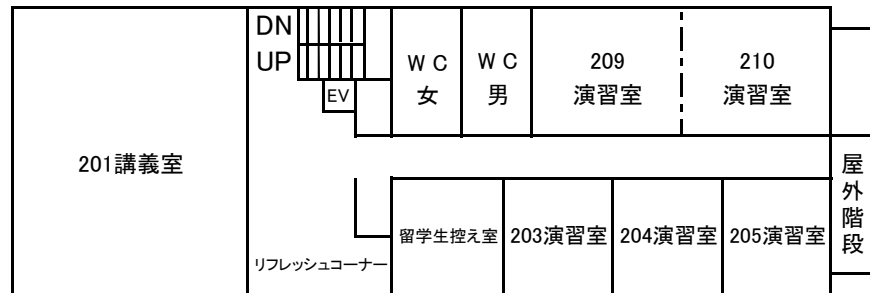 DN
UP
EV
WC
女
WC
男
209
演習室
210
演習室
201講義室
屋外階段
留学生控え室
203演習室
204演習室
205演習室
リフレッシュコーナー